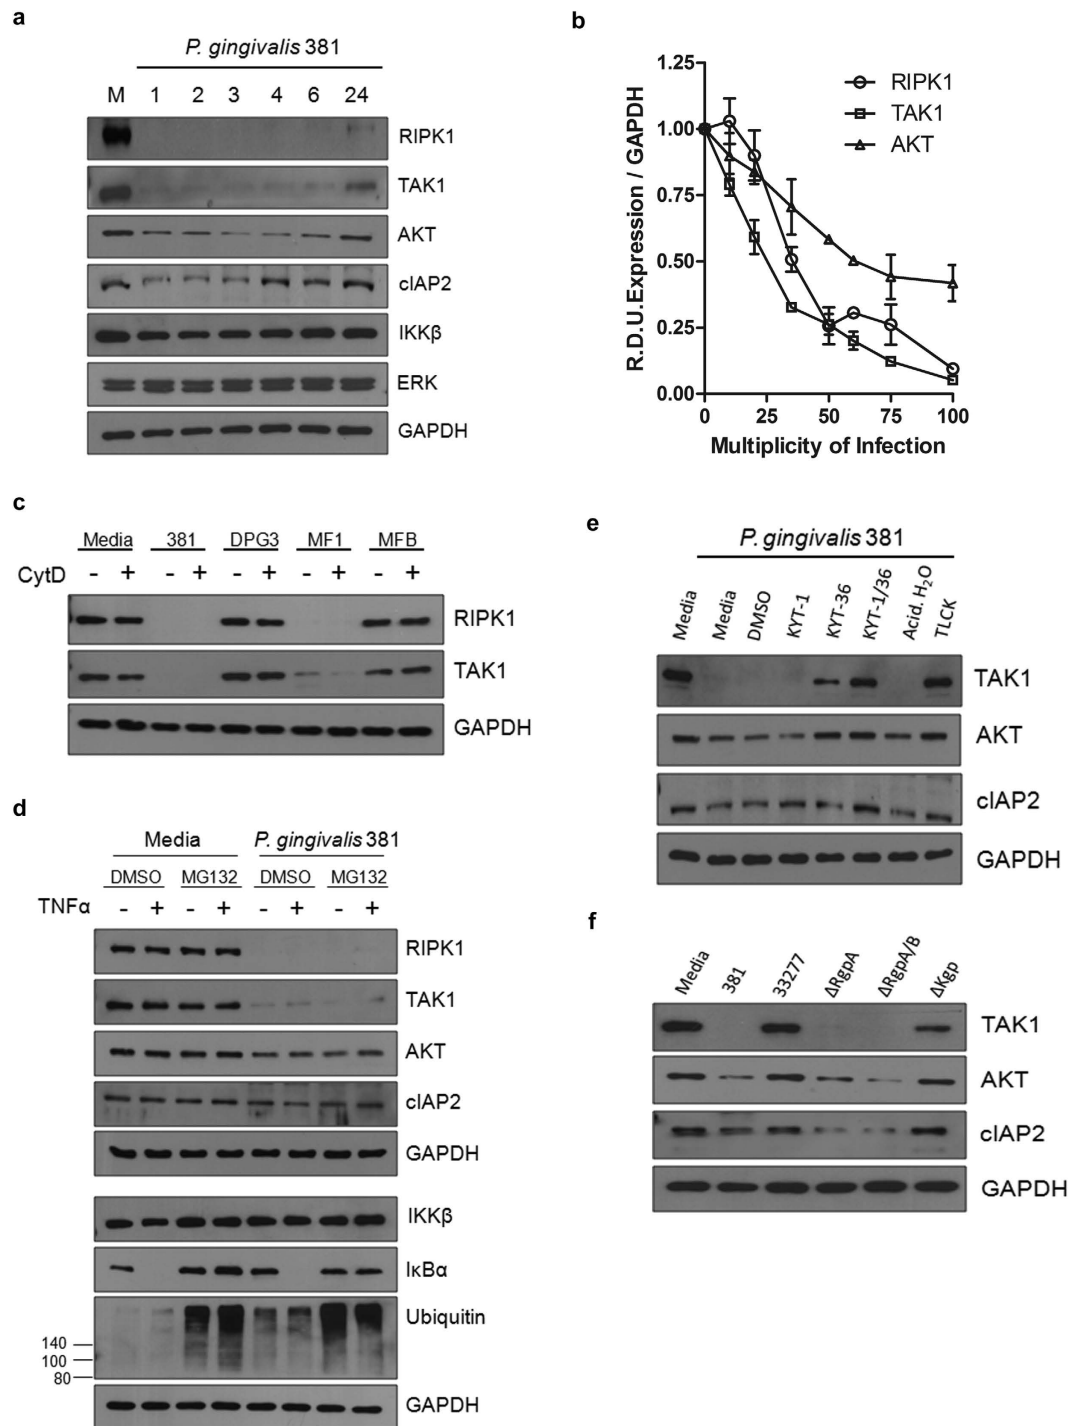 a
P. gingivalis 381
M 1 2 3 4 6 24
RIPK1
TAK1
AKT
cIAP2
IKKβ
ERK
GAPDH
b
R.D.U.Expression / GAPDH
1.25
1.00
0.75
0.50
0.25
0.00
0 25 50 75 100
Multiplicity of Infection
RIPK1
TAK1
AKT
c
Media 381 DPG3 MF1 MFB
CytD - + - + - + - + - +
RIPK1
TAK1
GAPDH
d
Media P. gingivalis 381
DMSO MG132 DMSO MG132
TNFα - + - + - + - +
RIPK1
TAK1
AKT
cIAP2
GAPDH
IKKβ
IκBα
Ubiquitin
140
100
80
GAPDH
e
P. gingivalis 381
Media Media DMSO KYT-1 KYT-36 KYT-1/36 Acid. H₂O TLCK
TAK1
AKT
cIAP2
GAPDH
f
Media 381 33277 ΔRgpA ΔRgpA/B ΔKgp
TAK1
AKT
cIAP2
GAPDH